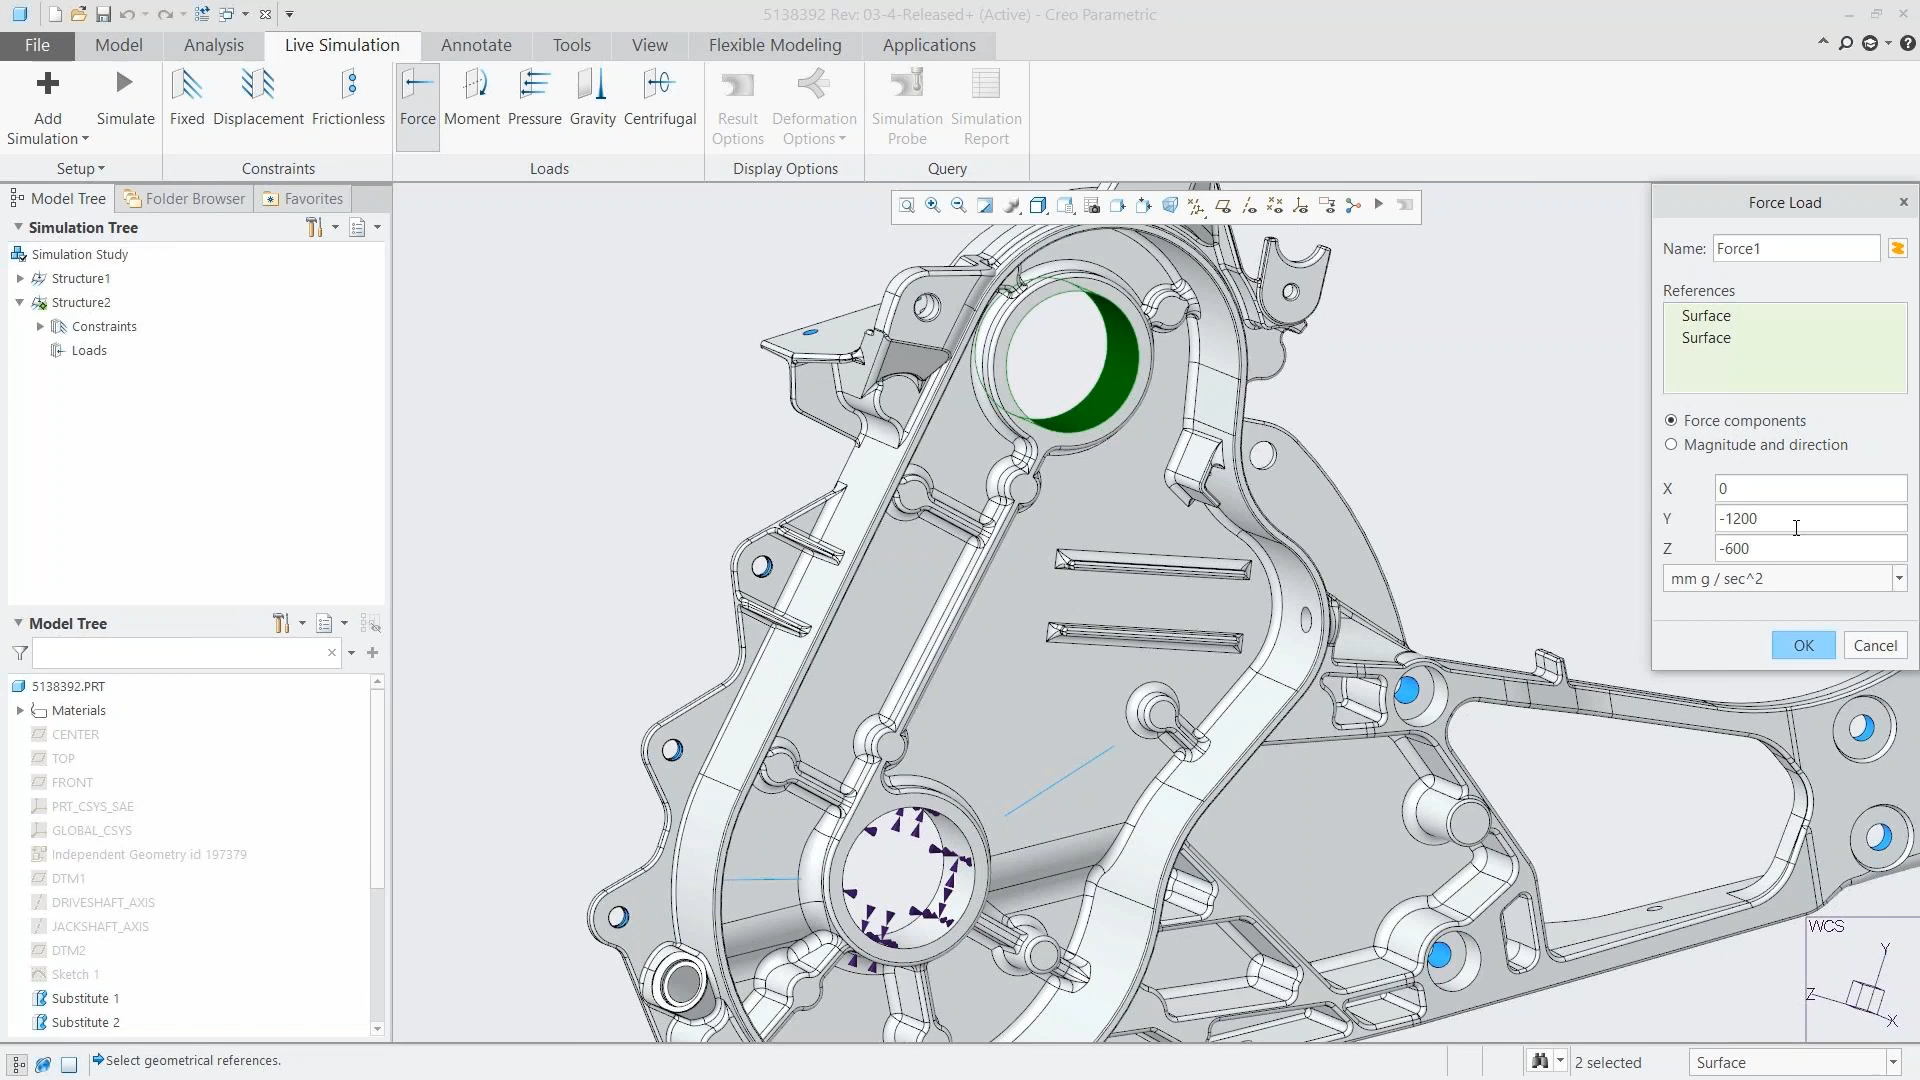 5138392 Rev: 03-4-Released+ (Active) - Creo Parametric
File Model Analysis Live Simulation Annotate Tools View Flexible Modeling Applications
Add Simulation
Simulate
Setup
Fixed
Displacement
Frictionless
Constraints
Force
Moment
Pressure
Gravity
Centrifugal
Loads
Result Options
Deformation Options
Display Options
Simulation Probe
Simulation Report
Query
Model Tree
Folder Browser
Favorites
Simulation Tree
Simulation Study
Structure1
Structure2
Constraints
Loads
Model Tree
5138392.PRT
Materials
CENTER
TOP
FRONT
PRT_CSYS_SAE
GLOBAL_CSYS
Independent Geometry id 197379
DTM1
DRIVESHAFT_AXIS
JACKSHAFT_AXIS
DTM2
Sketch 1
Substitute 1
Substitute 2
Force Load
Name: Force1
References
Surface
Surface
Force components
Magnitude and direction
X 0
Y -1200
Z -600
mm g / sec^2
OK
Cancel
WCS
Y
Z
X
Select geometrical references.
2 selected
Surface